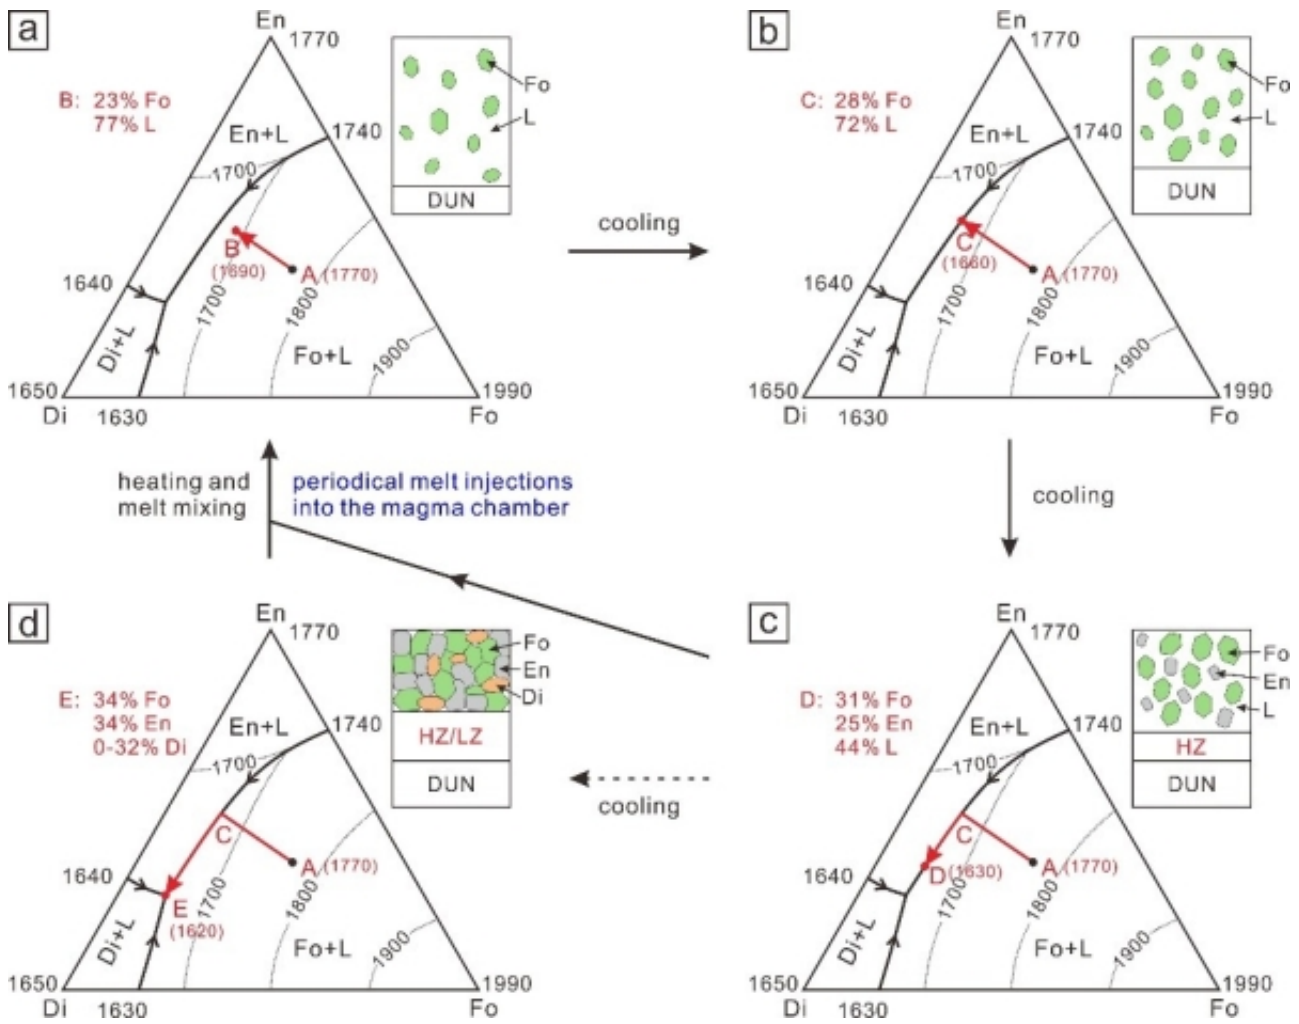 a
En
1770
B: 23% Fo
77% L
Fo
L
En+L
1740
1700
DUN
B
(1690)
A (1770)
1640
1700
1800
Di+L
Fo+L
1900
1650
1990
Di
1630
Fo
cooling
b
En
1770
C: 28% Fo
72% L
Fo
L
En+L
1740
1700
DUN
C
(1660)
A (1770)
1640
1700
1800
Di+L
Fo+L
1900
1650
1990
Di
1630
Fo
heating and
melt mixing
periodical melt injections
into the magma chamber
cooling
d
En
1770
E: 34% Fo
34% En
0-32% Di
Fo
En
Di
En+L
1740
1700
HZ/LZ
DUN
C
A (1770)
1640
E
(1620)
1700
1800
Di+L
Fo+L
1900
1650
1990
Di
1630
Fo
cooling
c
En
1770
D: 31% Fo
25% En
44% L
Fo
En
L
En+L
1740
1700
HZ
DUN
C
D (1630)
A (1770)
1640
1700
1800
Di+L
Fo+L
1900
1650
1990
Di
1630
Fo